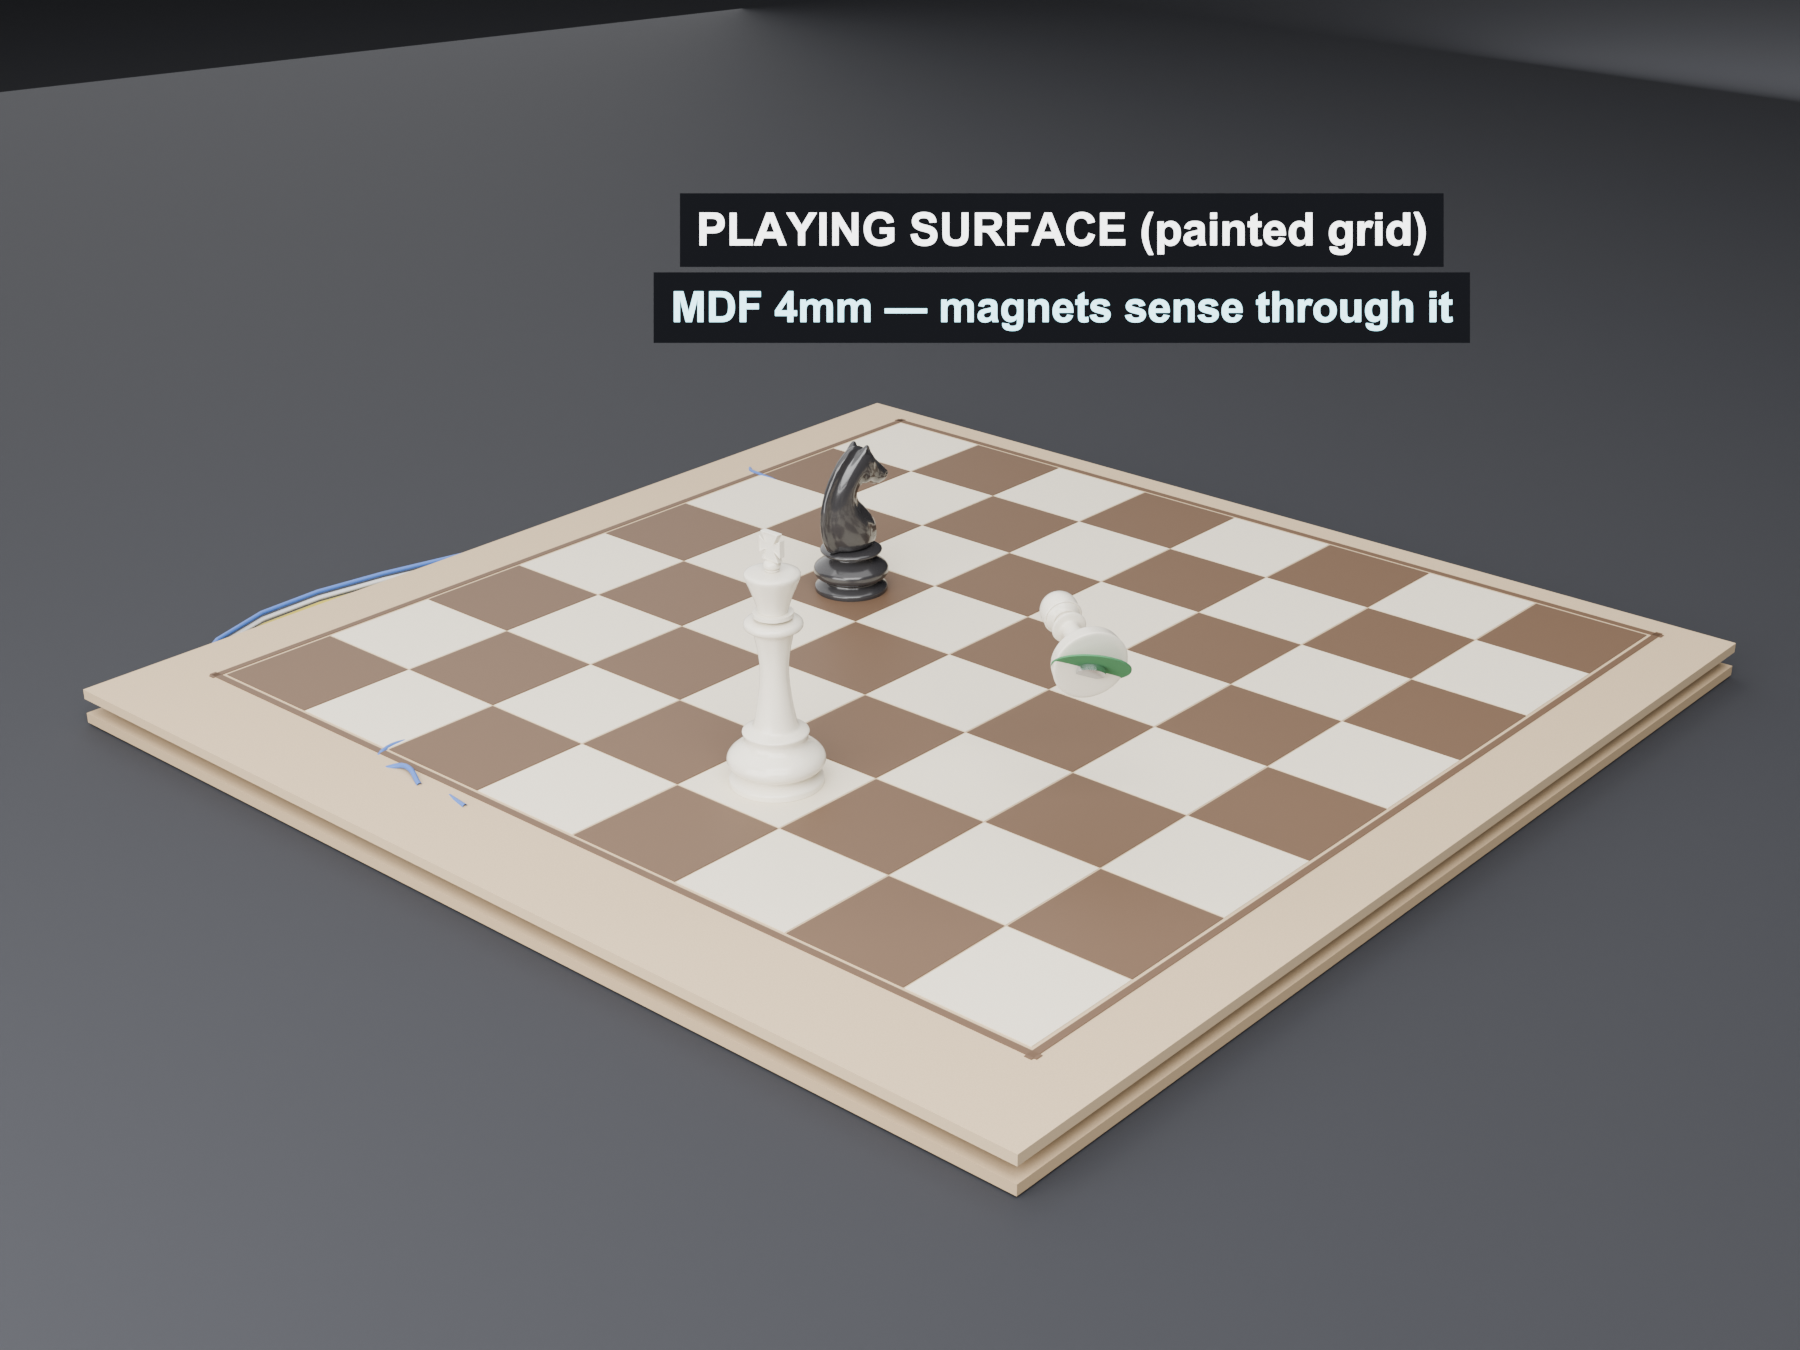 PLAYING SURFACE (painted grid)
MDF 4mm — magnets sense through it